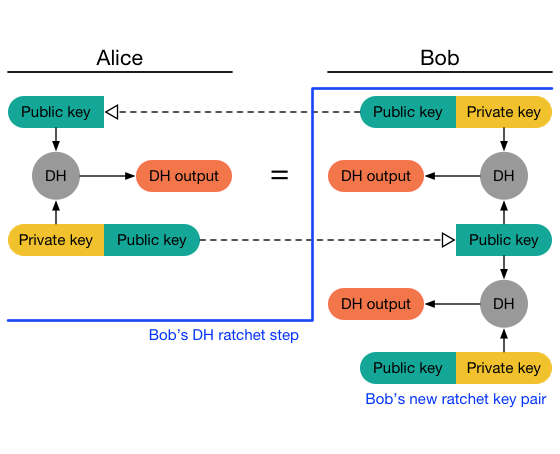 Alice
Bob
Public key
Public key Private key
DH
DH output
=
DH output
DH
Private key Public key
Public key
DH output
DH
Bob's DH ratchet step
Public key Private key
Bob's new ratchet key pair